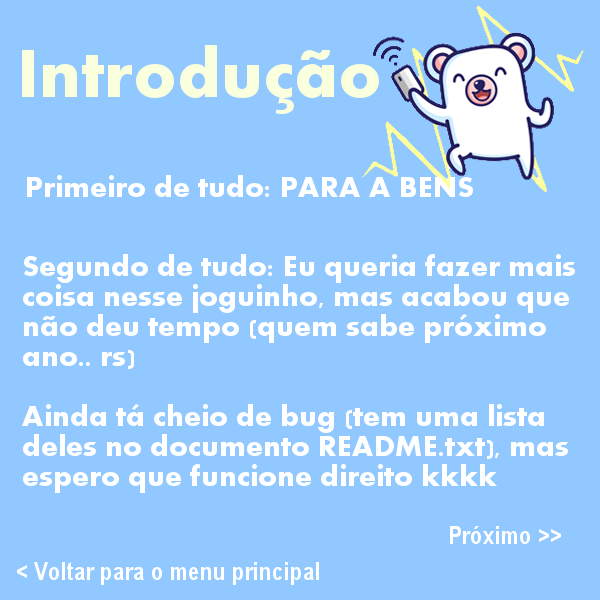 Introdução
Primeiro de tudo: PARA A BENS
Segundo de tudo: Eu queria fazer mais
coisa nesse joguinho, mas acabou que
não deu tempo (quem sabe próximo
ano.. rs)
Ainda tá cheio de bug (tem uma lista
deles no documento README.txt), mas
espero que funcione direito kkkk
Próximo >>
< Voltar para o menu principal